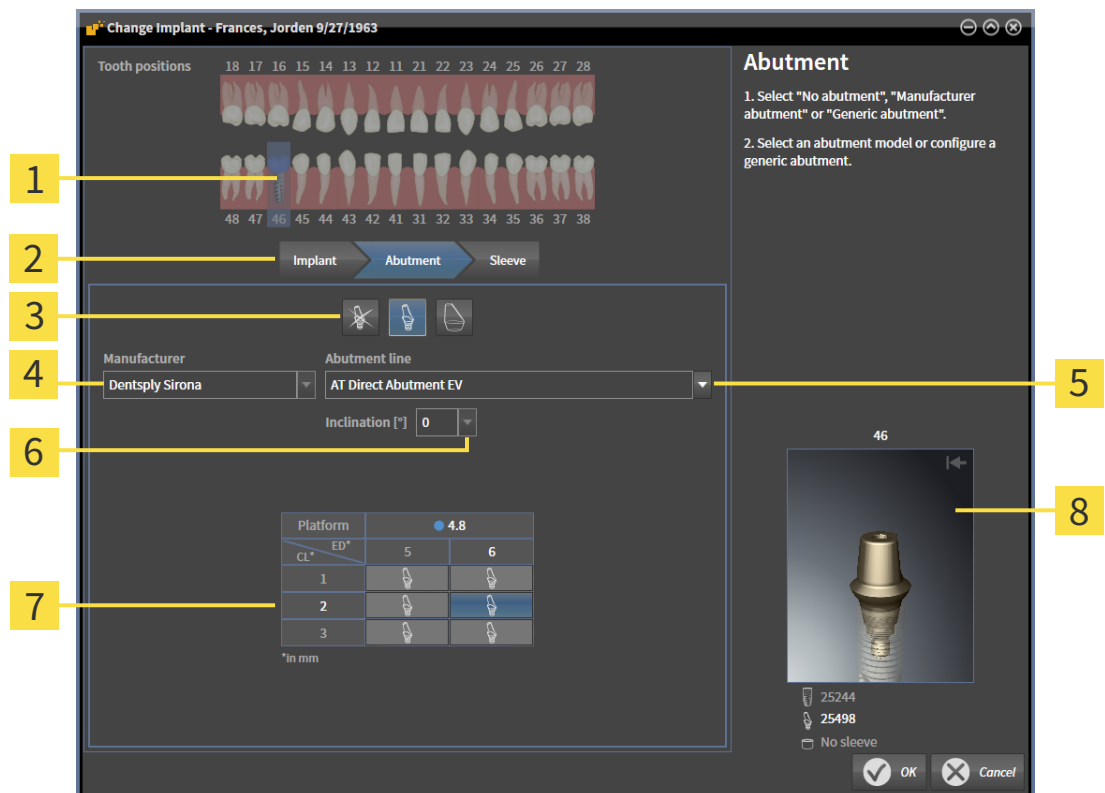 Change Implant - Frances, Jorden 9/27/1963
Tooth positions
18 17 16 15 14 13 12 11 21 22 23 24 25 26 27 28
48 47 46 45 44 43 42 41 31 32 33 34 35 36 37 38
1
2
Implant
Abutment
Sleeve
3
Manufacturer
Abutment line
4
Dentsply Sirona
AT Direct Abutment EV
5
Inclination [°] 0
6
Platform
4.8
CL*
ED*
5
6
1
2
3
7
*in mm
Abutment
1. Select "No abutment", "Manufacturer
abutment" or "Generic abutment".
2. Select an abutment model or configure a
generic abutment.
46
8
25244
25498
No sleeve
OK
Cancel